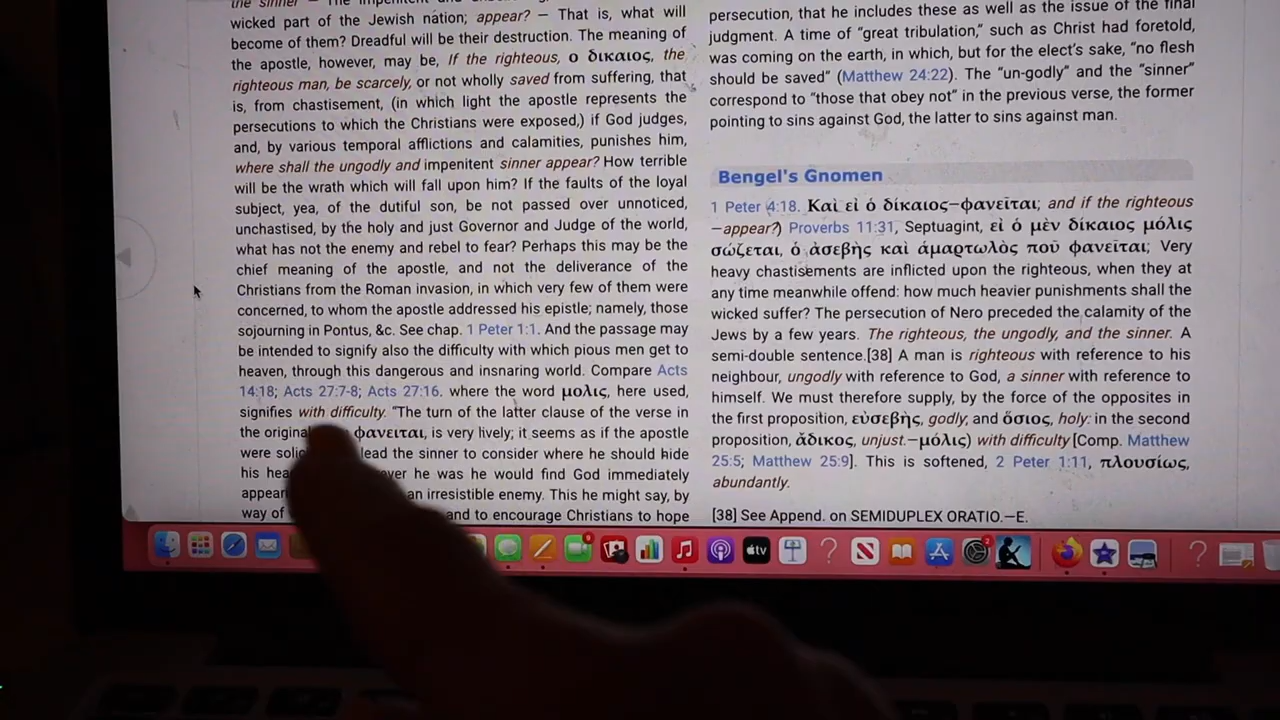 the sinner — The impenitent and
wicked part of the Jewish nation; appear? — That is, what will
become of them? Dreadful will be their destruction. The meaning of
the apostle, however, may be, If the righteous, ο δικαιος, the
righteous man, be scarcely, or not wholly saved from suffering, that
is, from chastisement, (in which light the apostle represents the
persecutions to which the Christians were exposed,) if God judges,
and, by various temporal afflictions and calamities, punishes him,
where shall the ungodly and impenitent sinner appear? How terrible
will be the wrath which will fall upon him? If the faults of the loyal
subject, yea, of the dutiful son, be not passed over unnoticed,
unchastised, by the holy and just Governor and Judge of the world,
what has not the enemy and rebel to fear? Perhaps this may be the
chief meaning of the apostle, and not the deliverance of the
Christians from the Roman invasion, in which very few of them were
concerned, to whom the apostle addressed his epistle; namely, those
sojourning in Pontus, &c. See chap. 1 Peter 1:1. And the passage may
be intended to signify also the difficulty with which pious men get to
heaven, through this dangerous and insnaring world. Compare Acts
14:18; Acts 27:7-8; Acts 27:16. where the word μολις, here used,
signifies with difficulty. "The turn of the latter clause of the verse in
the original φανειται, is very lively; it seems as if the apostle
were lead the sinner to consider where he should hide
his he was he would find God immediately
appear an irresistible enemy. This he might say, by
way of and to encourage Christians to hope
persecution, that he includes these as well as the issue of the final
judgment. A time of “great tribulation,” such as Christ had foretold,
was coming on the earth, in which, but for the elect’s sake, “no flesh
should be saved” (Matthew 24:22). The “un-godly” and the “sinner”
correspond to “those that obey not” in the previous verse, the former
pointing to sins against God, the latter to sins against man.
Bengel's Gnomen
1 Peter 4:18. Καὶ εἰ ὁ δίκαιος—φανεῖται; and if the righteous
—appear?) Proverbs 11:31, Septuagint, εἰ ὁ μὲν δίκαιος μόλις
σώζεται, ὁ ἀσεβὴς καὶ ἁμαρτωλὸς ποῦ φανεῖται; Very
heavy chastisements are inflicted upon the righteous, when they at
any time meanwhile offend: how much heavier punishments shall the
wicked suffer? The persecution of Nero preceded the calamity of the
Jews by a few years. The righteous, the ungodly, and the sinner. A
semi-double sentence.[38] A man is righteous with reference to his
neighbour, ungodly with reference to God, a sinner with reference to
himself. We must therefore supply, by the force of the opposites in
the first proposition, εὐσεβὴς, godly, and ὅσιος, holy: in the second
proposition, ἄδικος, unjust.—μόλις) with difficulty [Comp. Matthew
25:5; Matthew 25:9]. This is softened, 2 Peter 1:11, πλουσίως,
abundantly.
[38] See Append. on SEMIDUPLEX ORATIO.—E.
tv